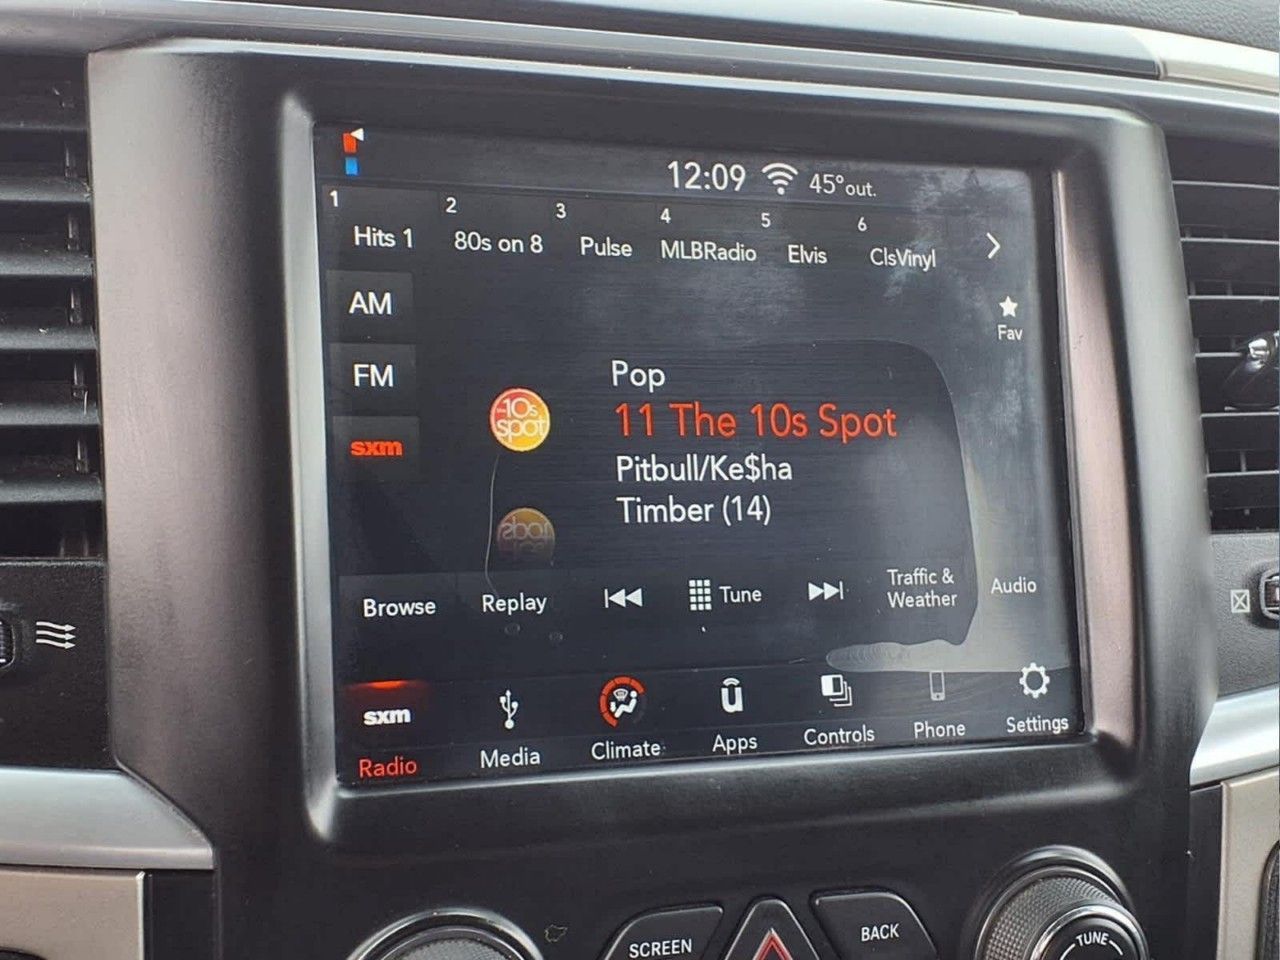 12:09 45° out.
1 2 3 4 5 6
Hits 1 80s on 8 Pulse MLBRadio Elvis ClsVinyl
AM
Fav
FM
Pop
10s
spot
11 The 10s Spot
sxm
Pitbull/Ke$ha
Timber (14)
Browse Replay Tune Traffic &
Weather Audio
sxm
Radio Media Climate Apps Controls Phone Settings
SCREEN BACK TUNE